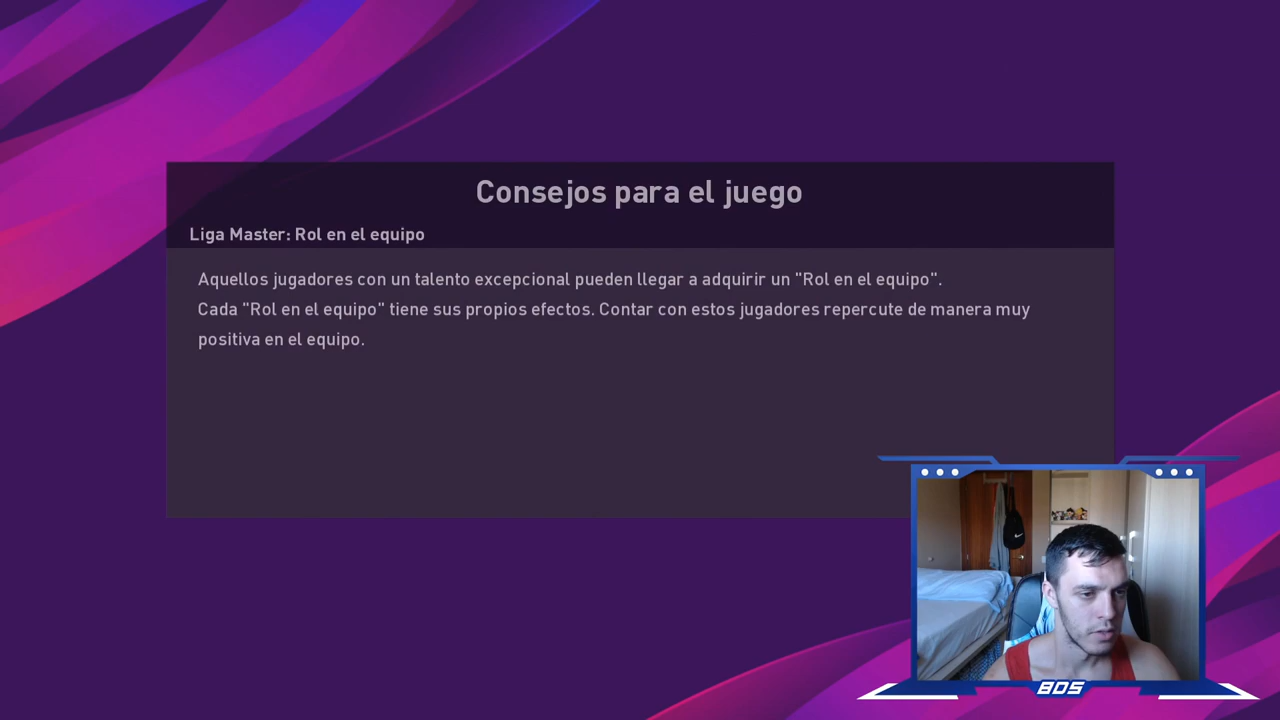 Consejos para el juego
Liga Master: Rol en el equipo
Aquellos jugadores con un talento excepcional pueden llegar a adquirir un "Rol en el equipo".
Cada "Rol en el equipo" tiene sus propios efectos. Contar con estos jugadores repercute de manera muy
positiva en el equipo.
BDS